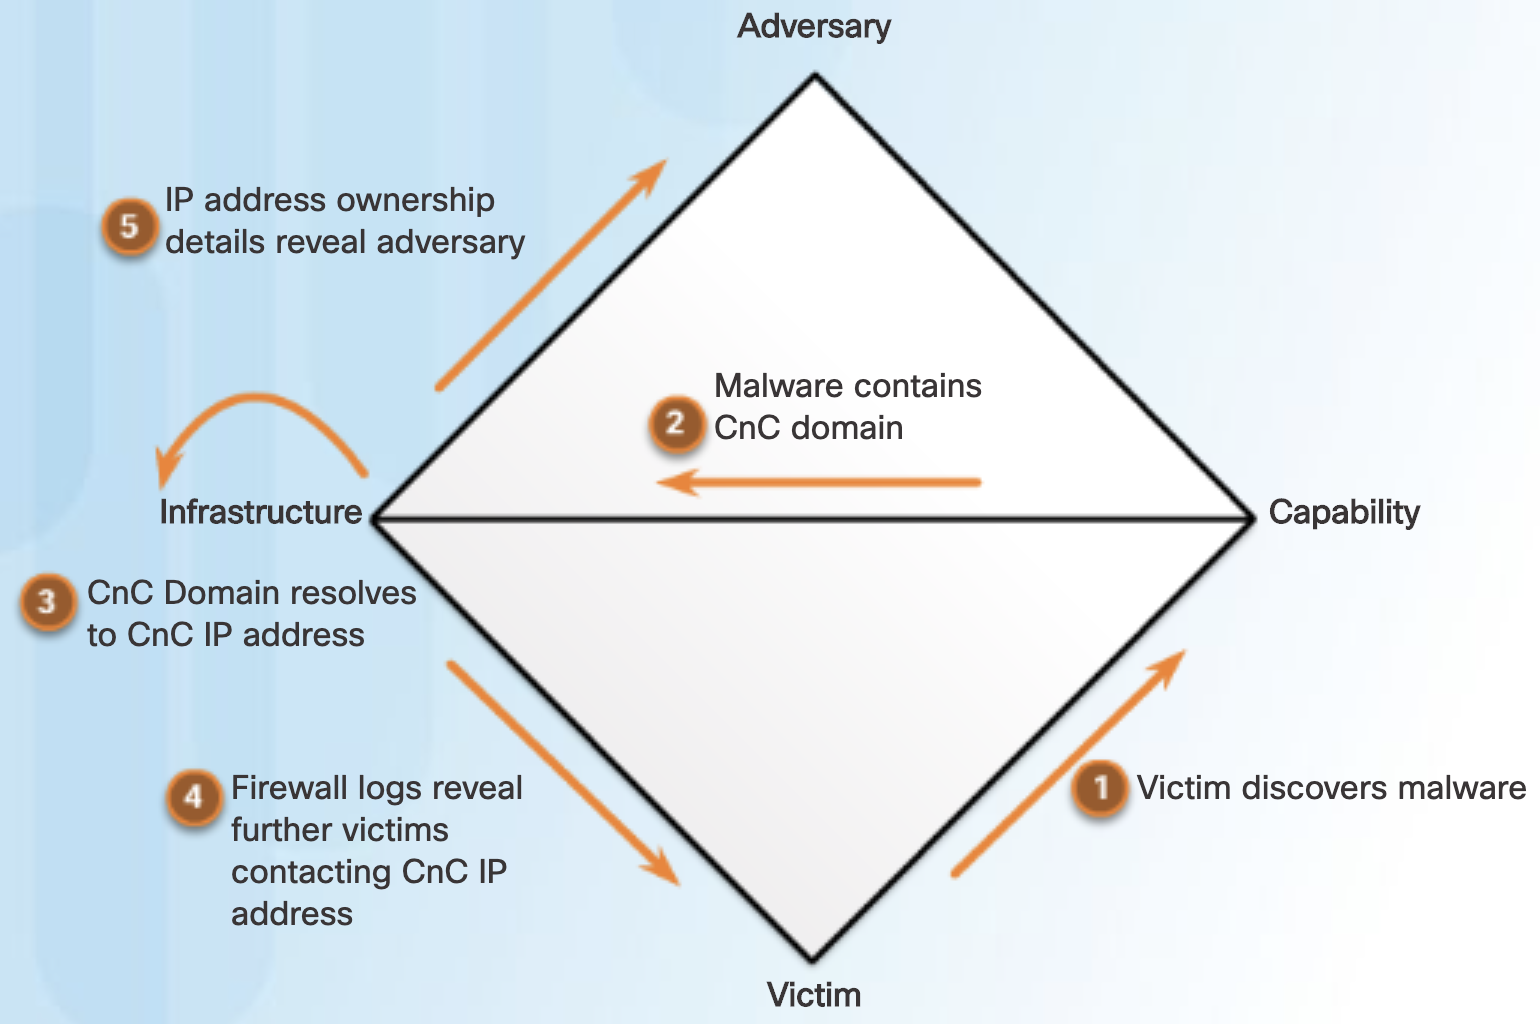 Adversary
5
IP address ownership
details reveal adversary
2
Malware contains
CnC domain
Infrastructure
Capability
3
CnC Domain resolves
to CnC IP address
4
Firewall logs reveal
further victims
contacting CnC IP
address
1
Victim discovers malware
Victim